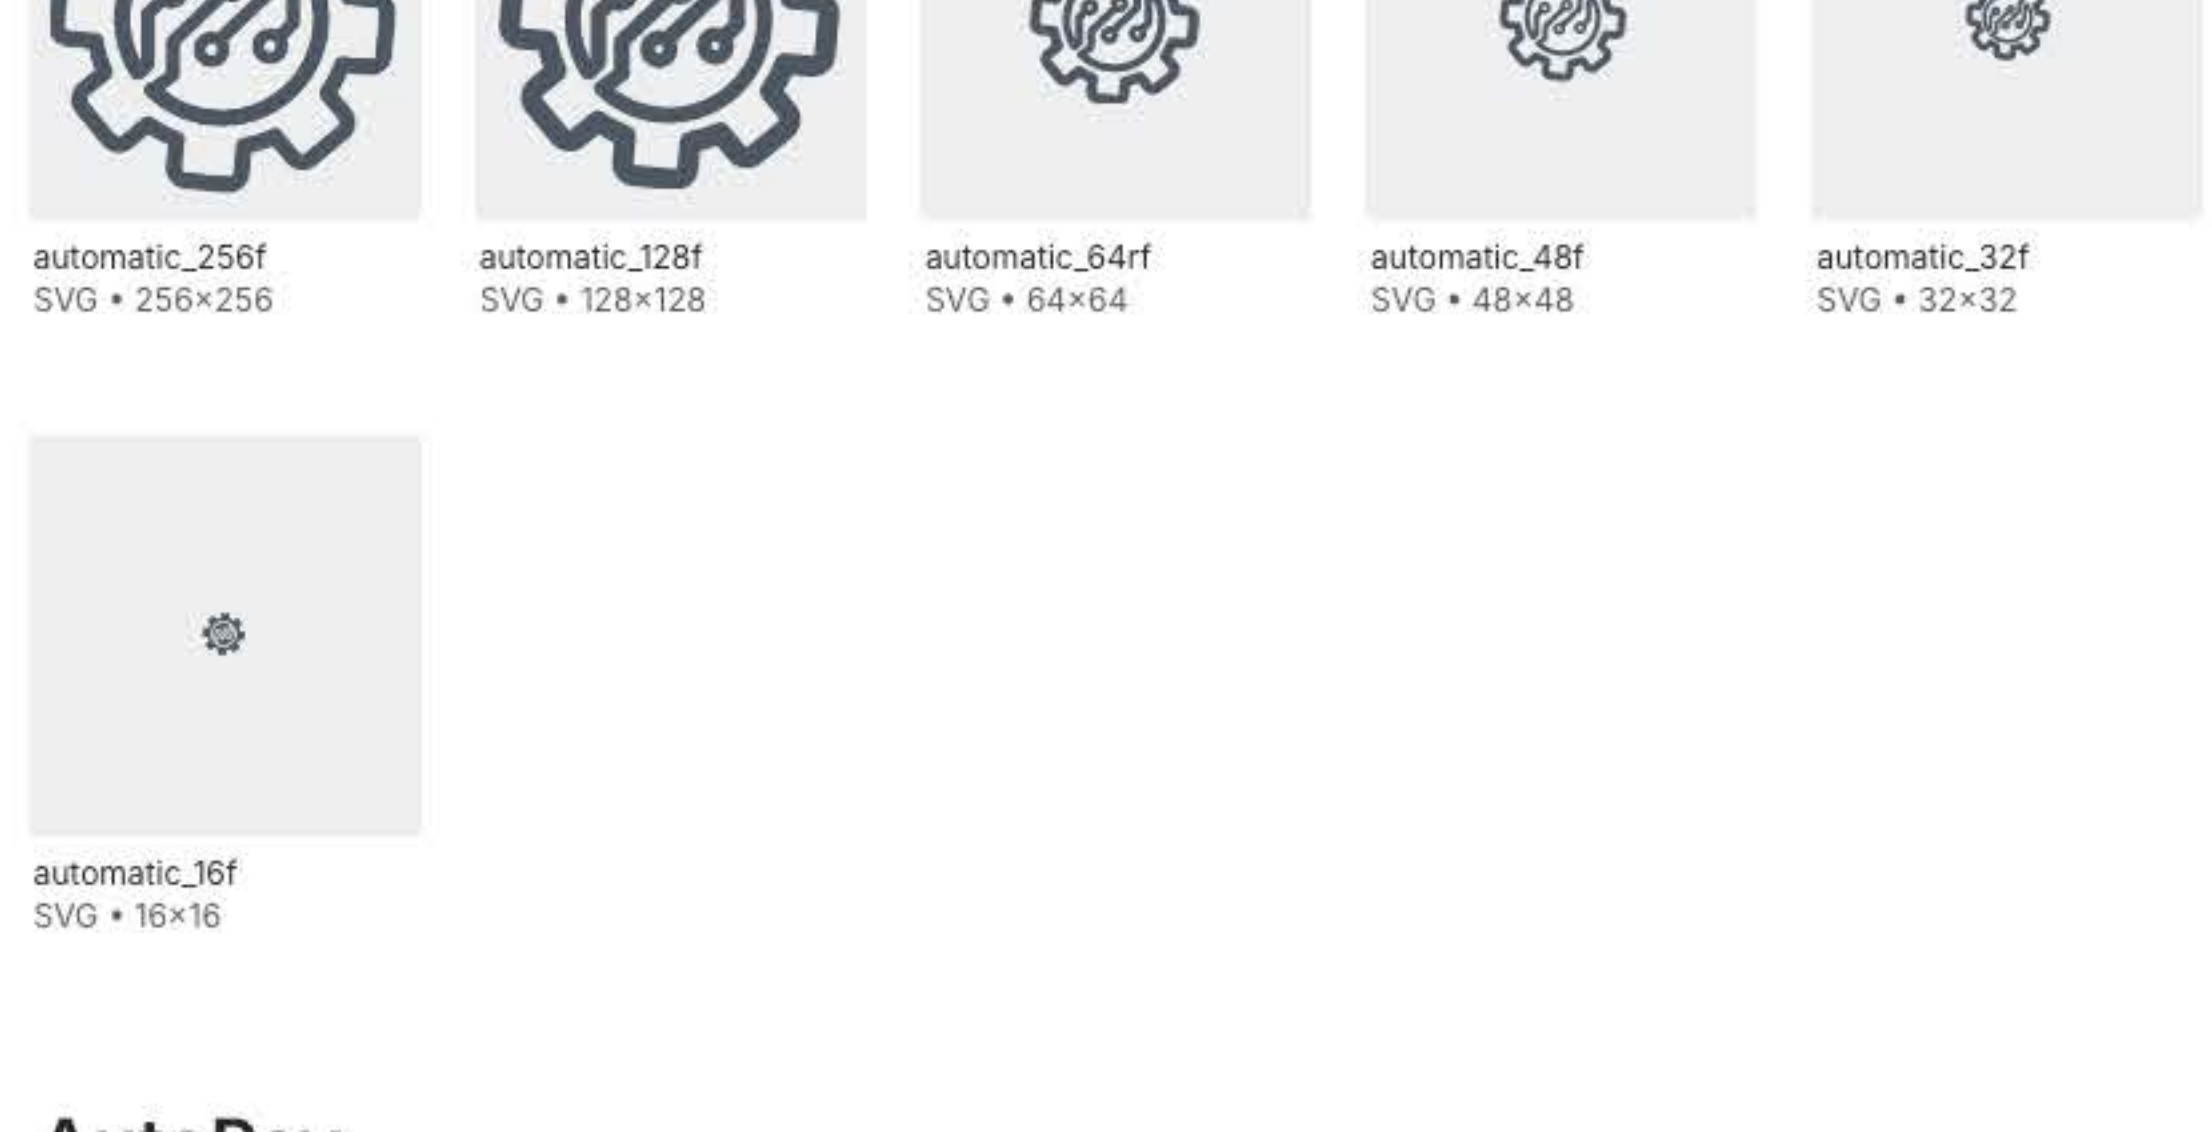 automatic_256f
SVG • 256×256
automatic_128f
SVG • 128×128
automatic_64rf
SVG • 64×64
automatic_48f
SVG • 48×48
automatic_32f
SVG • 32×32
automatic_16f
SVG • 16×16